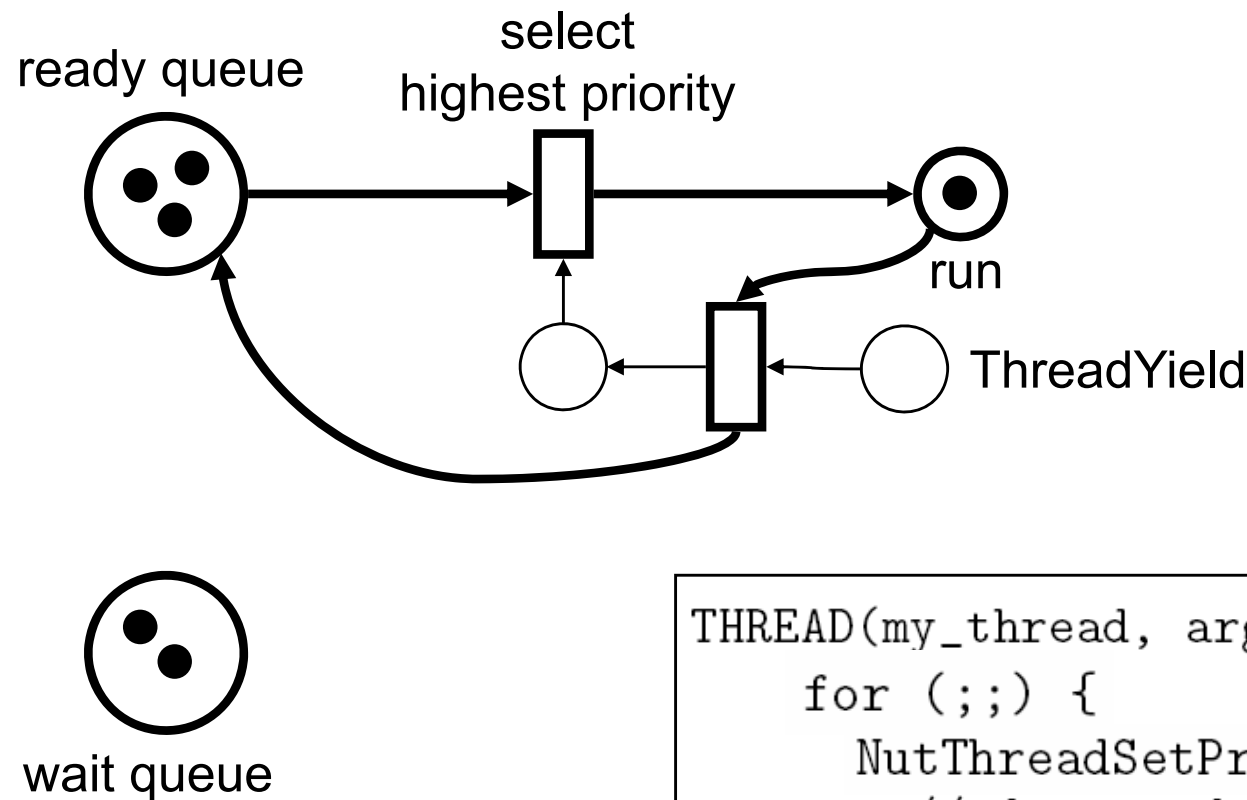 select
highest priority
ready queue
run
ThreadYield
wait queue
THREAD(my_thread, arg
for (;;) {
NutThreadSetPr
//